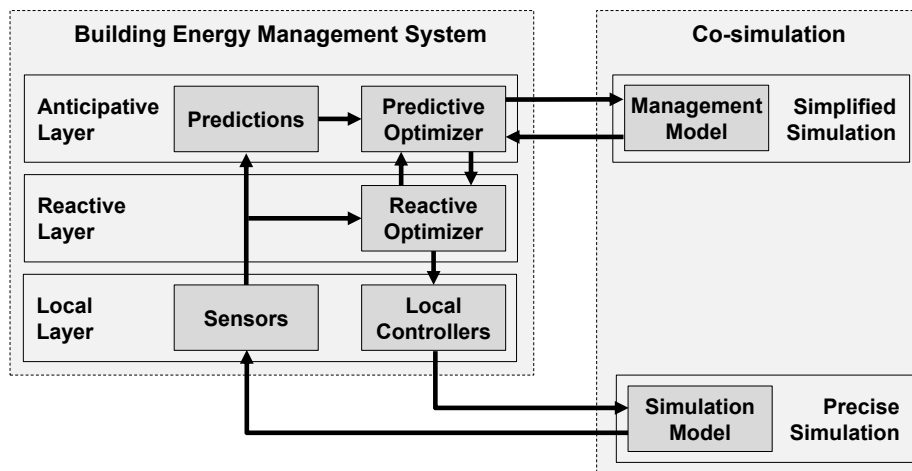 Building Energy Management System
Co-simulation
Anticipative
Layer
Predictions
Predictive
Optimizer
Management
Model
Simplified
Simulation
Reactive
Layer
Reactive
Optimizer
Local
Layer
Sensors
Local
Controllers
Simulation
Model
Precise
Simulation